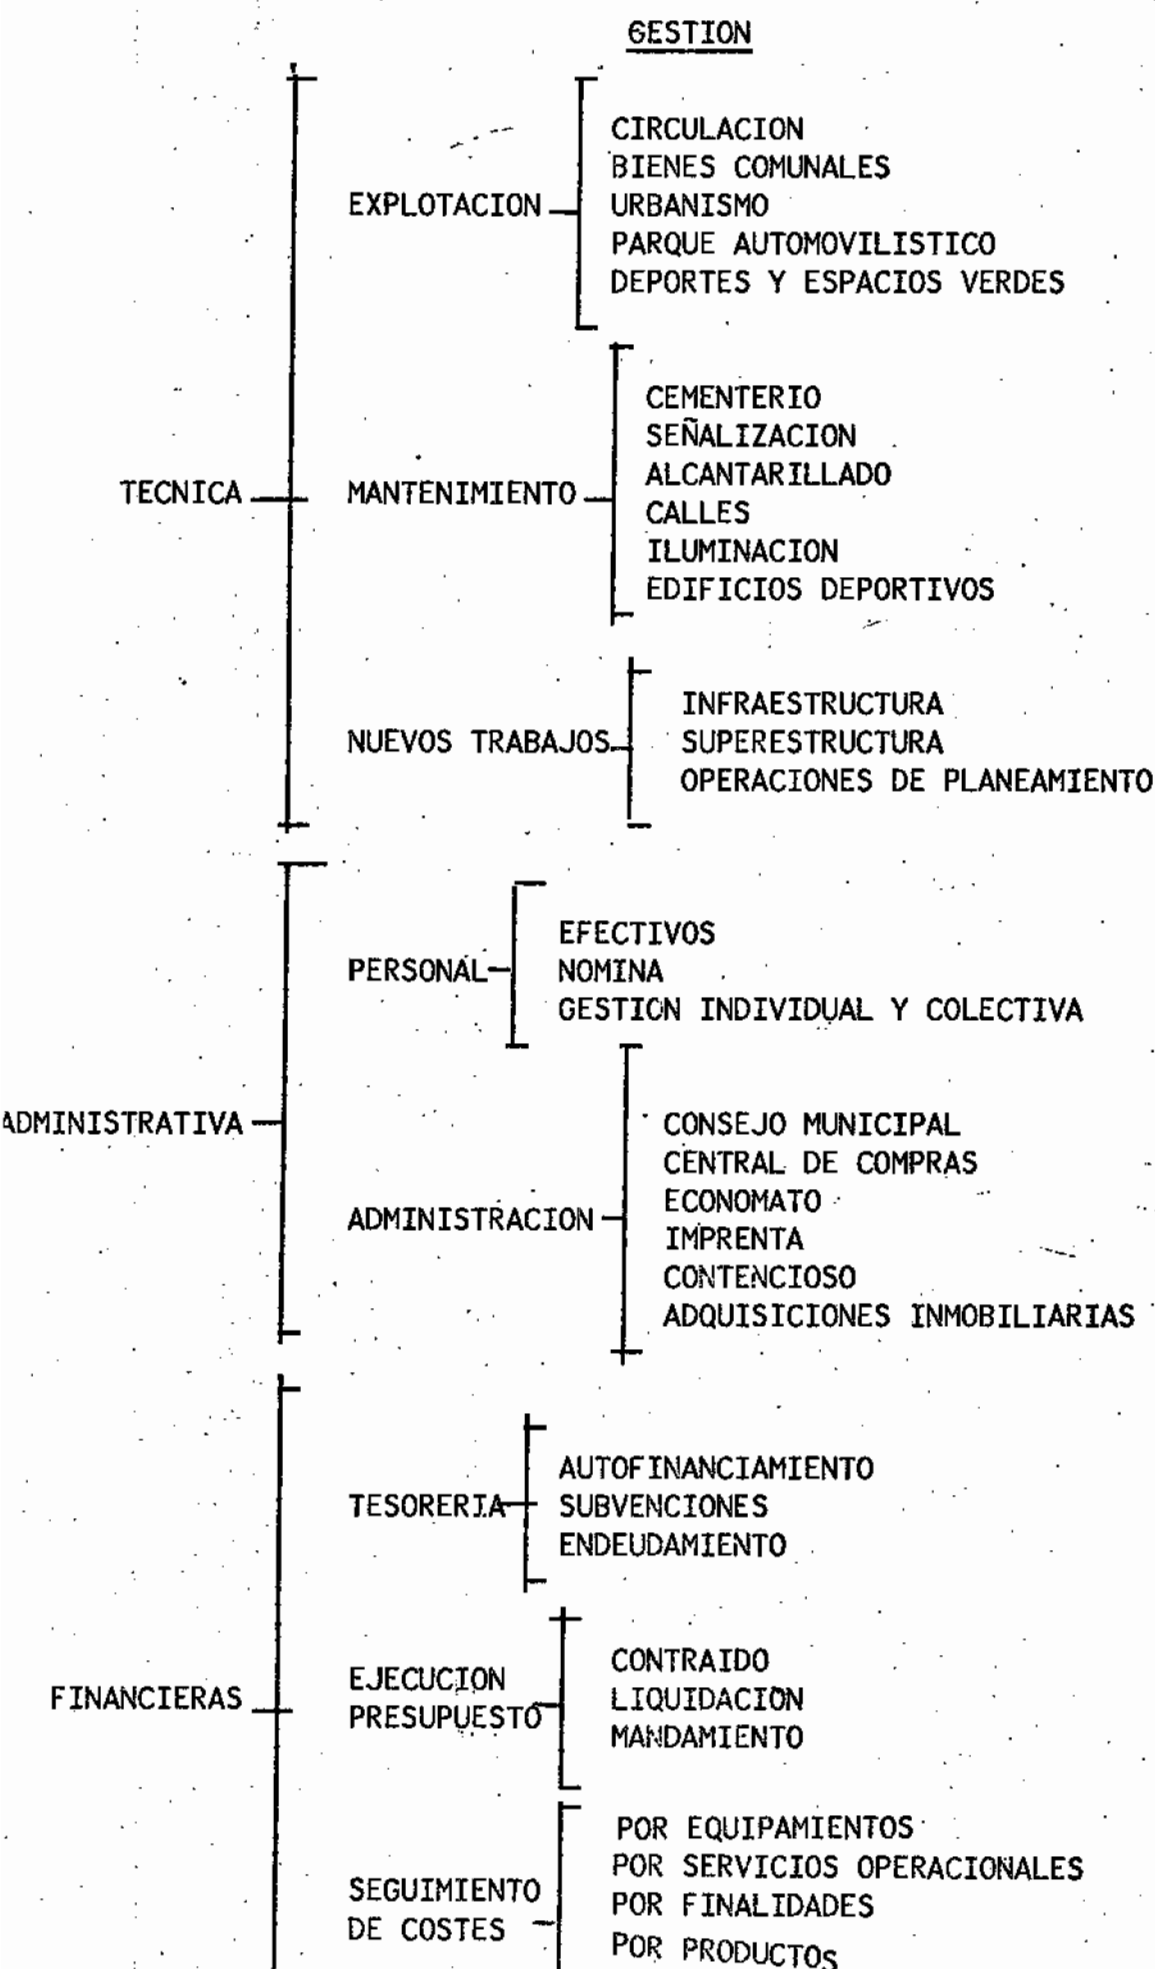 GESTION
CIRCULACION
BIENES COMUNALES
EXPLOTACION
URBANISMO
PARQUE AUTOMOVILISTICO
DEPORTES Y ESPACIOS VERDES
CEMENTERIO
SEÑALIZACION
ALCANTARILLADO
TECNICA
MANTENIMIENTO
CALLES
ILUMINACION
EDIFICIOS DEPORTIVOS
INFRAESTRUCTURA
NUEVOS TRABAJOS
SUPERESTRUCTURA
OPERACIONES DE PLANEAMIENTO
EFECTIVOS
PERSONAL
NOMINA
GESTION INDIVIDUAL Y COLECTIVA
ADMINISTRATIVA
CONSEJO MUNICIPAL
CENTRAL DE COMPRAS
ECONOMATO
ADMINISTRACION
IMPRENTA
CONTENCIOSO
ADQUISICIONES INMOBILIARIAS
AUTOFINANCIAMIENTO
TESORERIA
SUBVENCIONES
ENDEUDAMIENTO
FINANCIERAS
EJECUCION
PRESUPUESTO
CONTRAIDO
LIQUIDACION
MANDAMIENTO
SEGUIMIENTO
DE COSTES
POR EQUIPAMIENTOS
POR SERVICIOS OPERACIONALES
POR FINALIDADES
POR PRODUCTOS